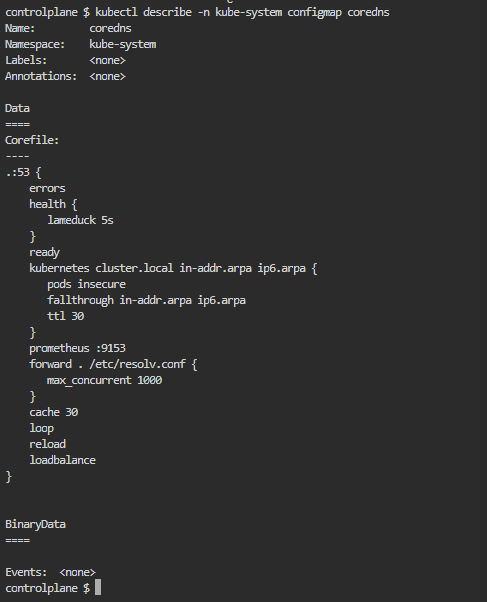 controlplane $ kubectl describe -n kube-system configmap coredns
Name:         coredns
Namespace:    kube-system
Labels:       <none>
Annotations:  <none>

Data
====
Corefile:
----
.:53 {
    errors
    health {
       lameduck 5s
    }
    ready
    kubernetes cluster.local in-addr.arpa ip6.arpa {
       pods insecure
       fallthrough in-addr.arpa ip6.arpa
       ttl 30
    }
    prometheus :9153
    forward . /etc/resolv.conf {
       max_concurrent 1000
    }
    cache 30
    loop
    reload
    loadbalance
}


BinaryData
====

Events:  <none>
controlplane $